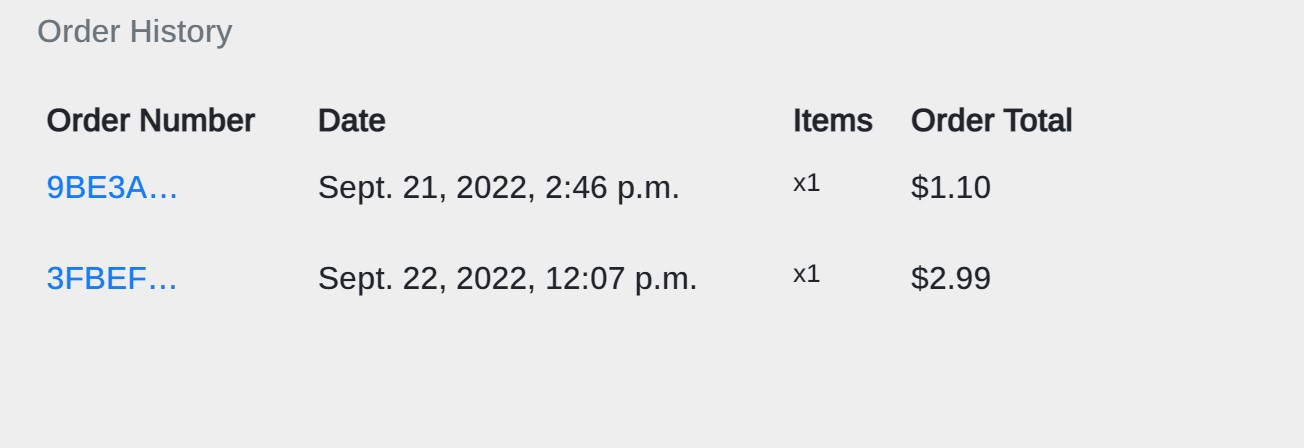 Order History
Order Number Date Items Order Total
9BE3A... Sept. 21, 2022, 2:46 p.m. x1 $1.10
3FBEF... Sept. 22, 2022, 12:07 p.m. x1 $2.99